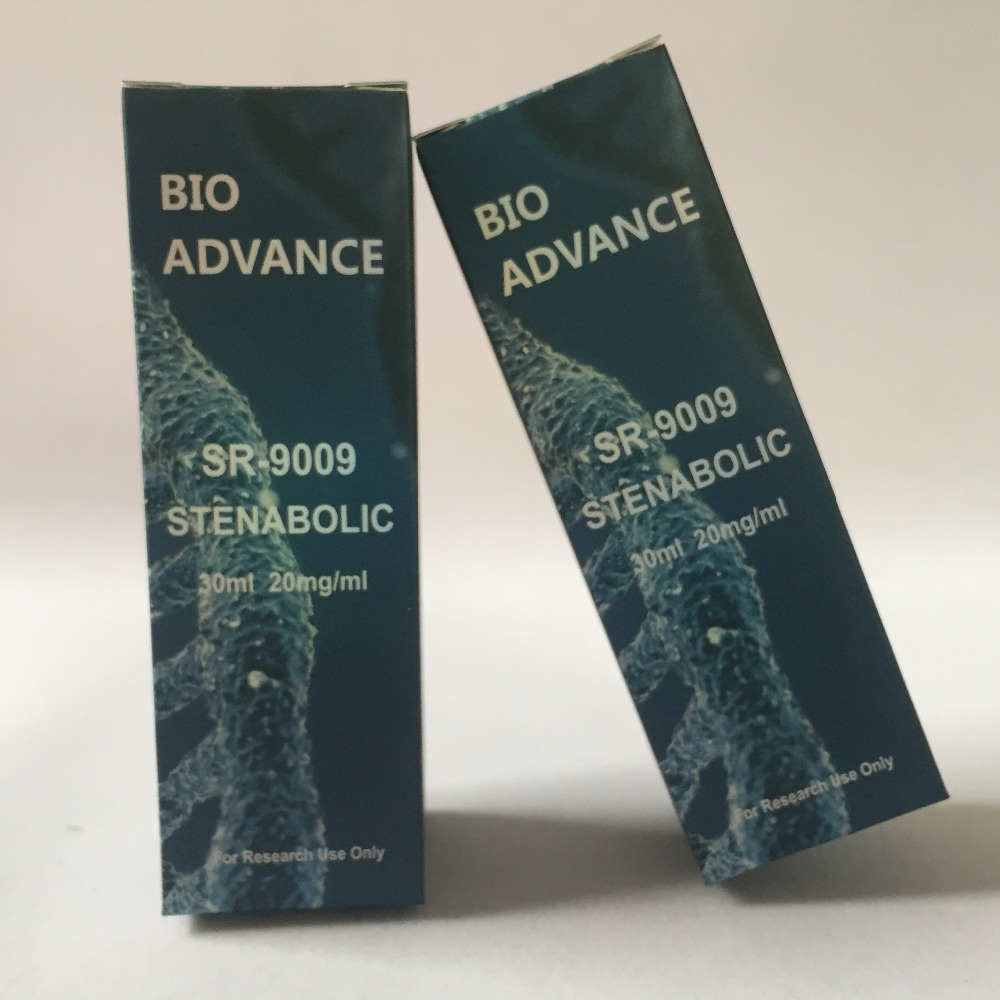 BIO
ADVANCE
SR-9009
STENABOLIC
30ml 20mg/ml
For Research Use Only
BIO
ADVANCE
SR-9009
STENABOLIC
30ml 20mg/ml
For Research Use Only